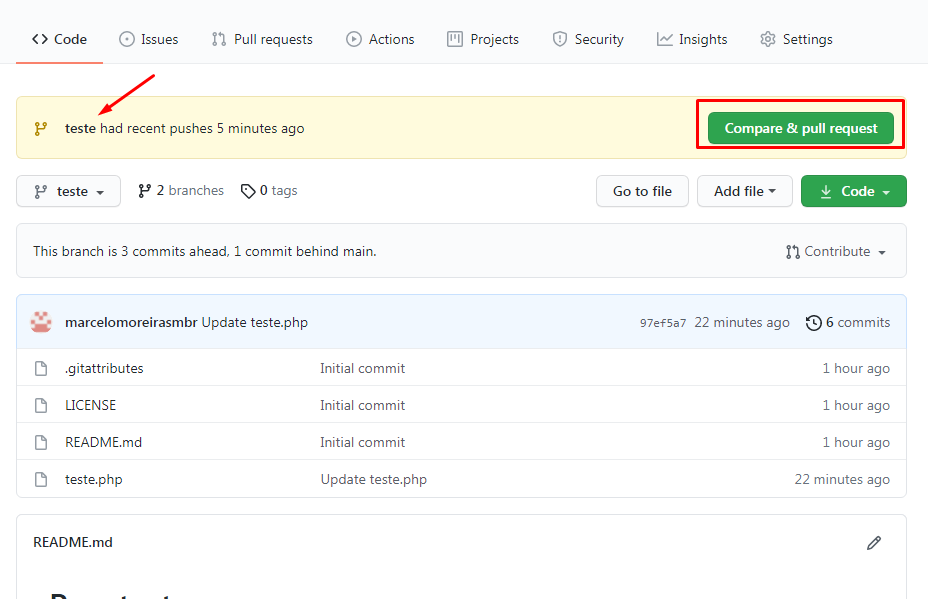 Code Issues Pull requests Actions Projects Security Insights Settings
teste had recent pushes 5 minutes ago Compare & pull request
teste 2 branches 0 tags Go to file Add file Code
This branch is 3 commits ahead, 1 commit behind main. Contribute
marcelomoreirasmbr Update teste.php 97ef5a7 22 minutes ago 6 commits
.gitattributes Initial commit 1 hour ago
LICENSE Initial commit 1 hour ago
README.md Initial commit 1 hour ago
teste.php Update teste.php 22 minutes ago
README.md